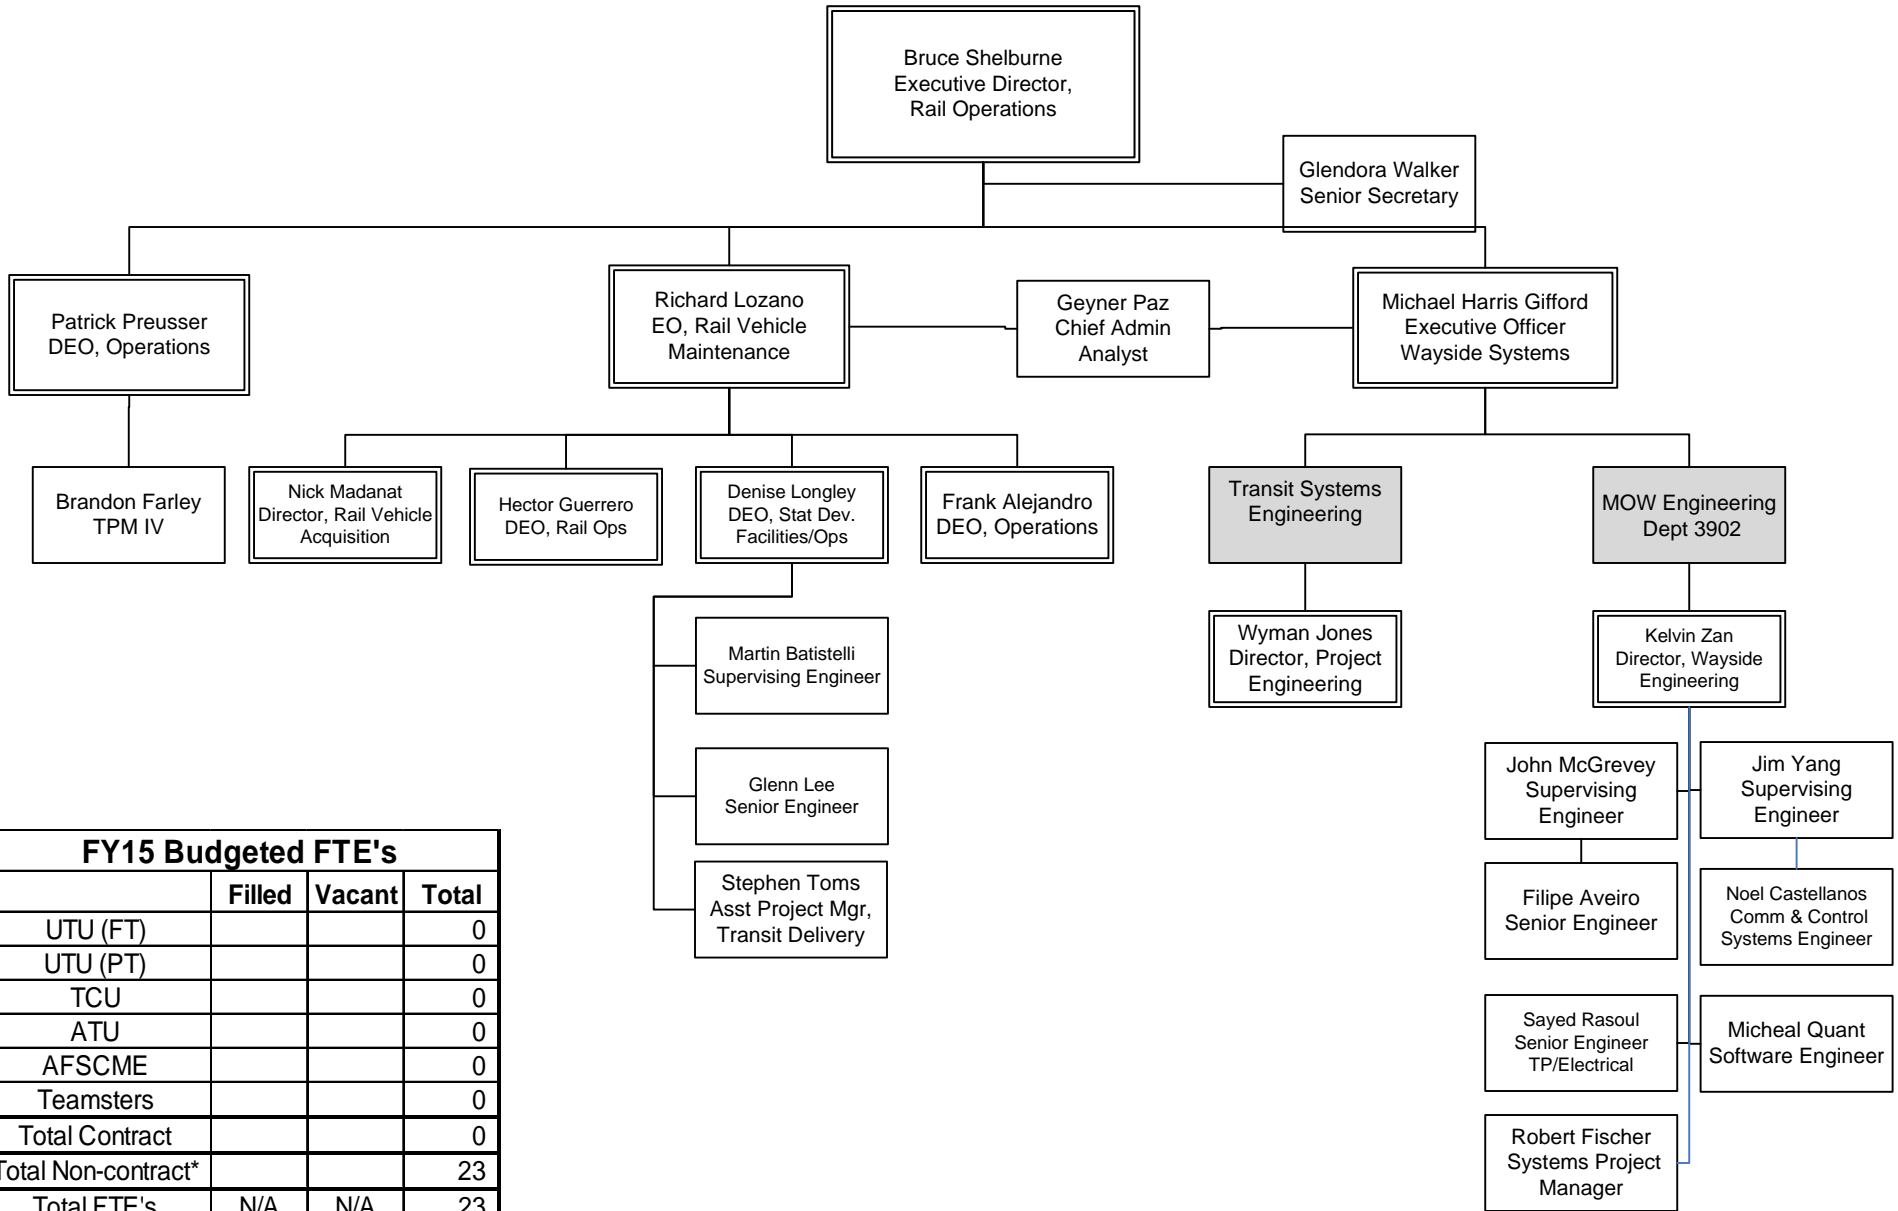 Bruce Shelburne
Executive Director,
Rail Operations
Glendora Walker
Senior Secretary
Patrick Preusser
DEO, Operations
Richard Lozano
EO, Rail Vehicle
Maintenance
Geyner Paz
Chief Admin
Analyst
Michael Harris Gifford
Executive Officer
Wayside Systems
Brandon Farley
TPM IV
Nick Madanat
Director, Rail Vehicle
Acquisition
Hector Guerrero
DEO, Rail Ops
Denise Longley
DEO, Stat Dev.
Facilities/Ops
Frank Alejandro
DEO, Operations
Transit Systems
Engineering
MOW Engineering
Dept 3902
Wyman Jones
Director, Project
Engineering
Kelvin Zan
Director, Wayside
Engineering
Martin Batistelli
Supervising Engineer
Glenn Lee
Senior Engineer
Stephen Toms
Asst Project Mgr,
Transit Delivery
John McGrevey
Supervising
Engineer
Jim Yang
Supervising
Engineer
Filipe Aveiro
Senior Engineer
Noel Castellanos
Comm & Control
Systems Engineer
Sayed Rasoul
Senior Engineer
TP/Electrical
Micheal Quant
Software Engineer
Robert Fischer
Systems Project
Manager
FY15 Budgeted FTE's
Filled Vacant Total
UTU (FT) 0
UTU (PT) 0
TCU 0
ATU 0
AFSCME 0
Teamsters 0
Total Contract 0
Total Non-contract* 23
Total FTE's N/A N/A 23